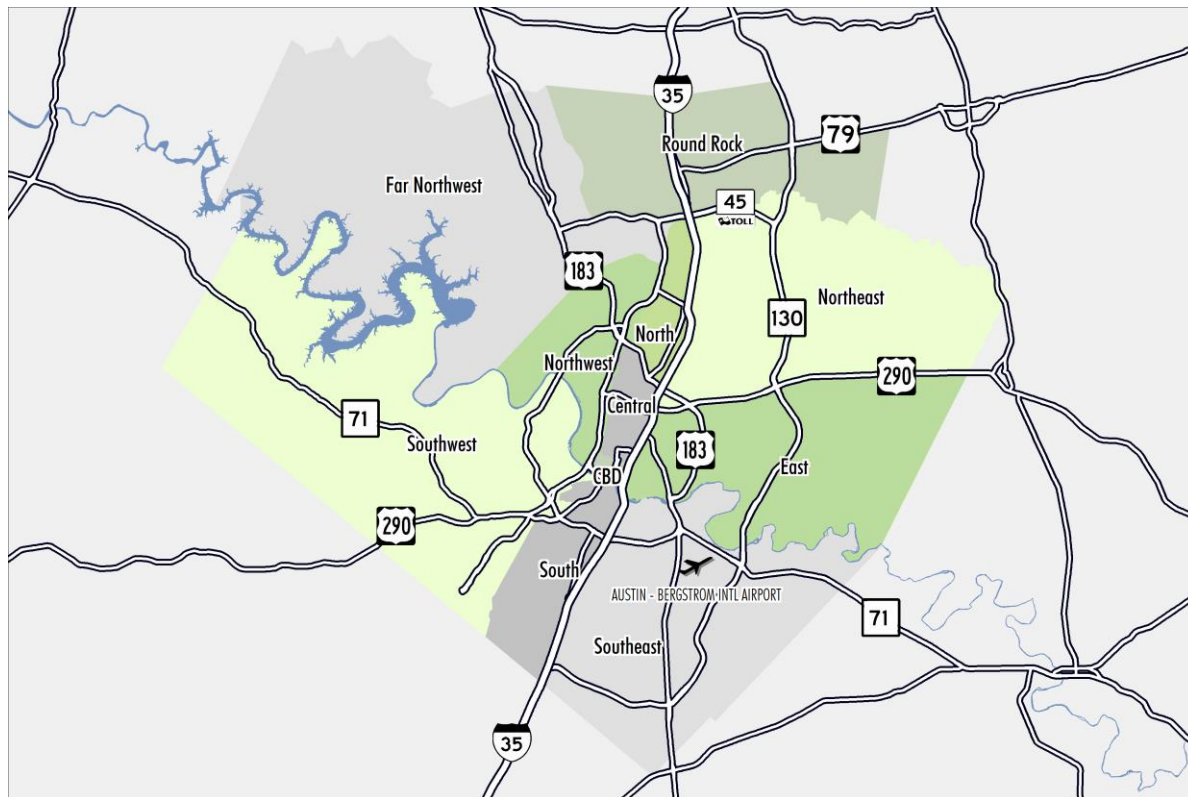 35
79
Round Rock
Far Northwest
45
TOLL
183
Northeast
130
North
Northwest
290
Central
71
Southwest
183
East
CBD
290
South
AUSTIN - BERGSTROM INTL AIRPORT
71
Southeast
35